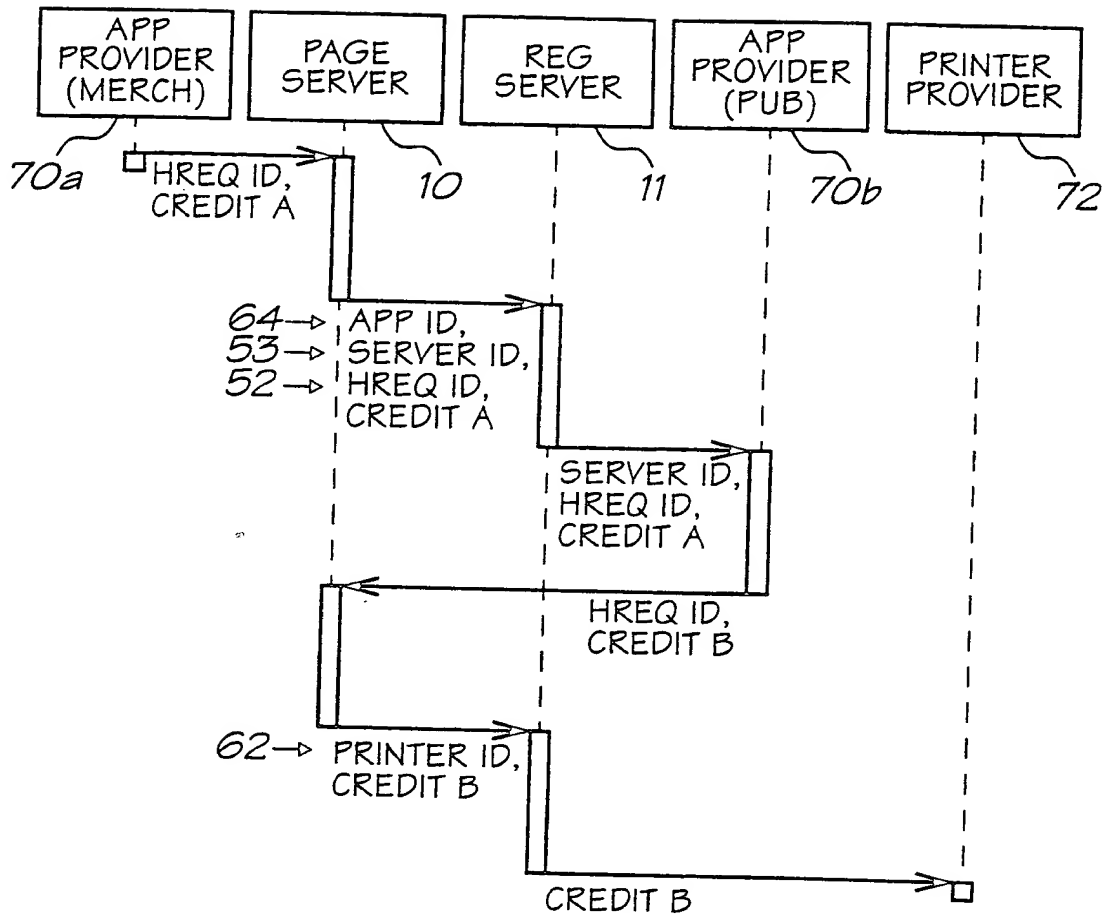 APP
PROVIDER
(MERCH)
PAGE
SERVER
REG
SERVER
APP
PROVIDER
(PUB)
PRINTER
PROVIDER
70a
10
11
70b
72
HREQ ID,
CREDIT A
64 APP ID,
53 SERVER ID,
52 HREQ ID,
CREDIT A
SERVER ID,
HREQ ID,
CREDIT A
HREQ ID,
CREDIT B
62 PRINTER ID,
CREDIT B
CREDIT B